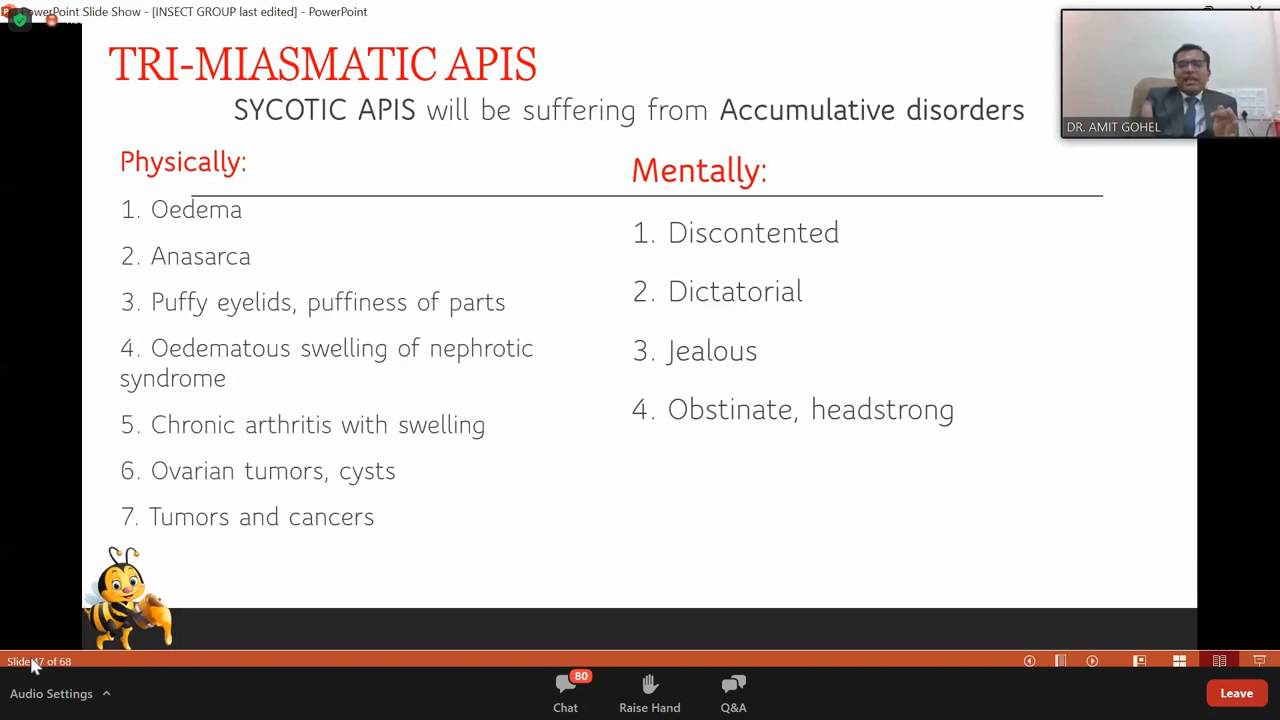 PowerPoint Slide Show - [INSECT GROUP last edited] - PowerPoint
TRI-MIASMATIC APIS
SYCOTIC APIS will be suffering from Accumulative disorders
DR. AMIT GOHEL
Physically:
1. Oedema
2. Anasarca
3. Puffy eyelids, puffiness of parts
4. Oedematous swelling of nephrotic
syndrome
5. Chronic arthritis with swelling
6. Ovarian tumors, cysts
7. Tumors and cancers
Mentally:
1. Discontented
2. Dictatorial
3. Jealous
4. Obstinate, headstrong
Slide 47 of 68
Audio Settings
80
Chat
Raise Hand
Q&A
Leave